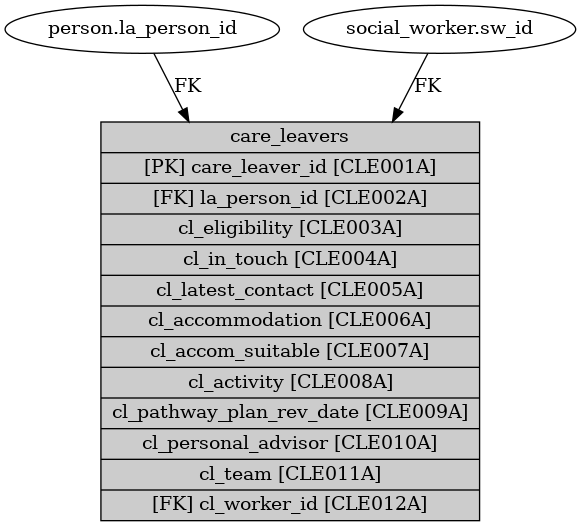 person.la_person_id
social_worker.sw_id
FK
FK
care_leavers
[PK] care_leaver_id [CLE001A]
[FK] la_person_id [CLE002A]
cl_eligibility [CLE003A]
cl_in_touch [CLE004A]
cl_latest_contact [CLE005A]
cl_accommodation [CLE006A]
cl_accom_suitable [CLE007A]
cl_activity [CLE008A]
cl_pathway_plan_rev_date [CLE009A]
cl_personal_advisor [CLE010A]
cl_team [CLE011A]
[FK] cl_worker_id [CLE012A]